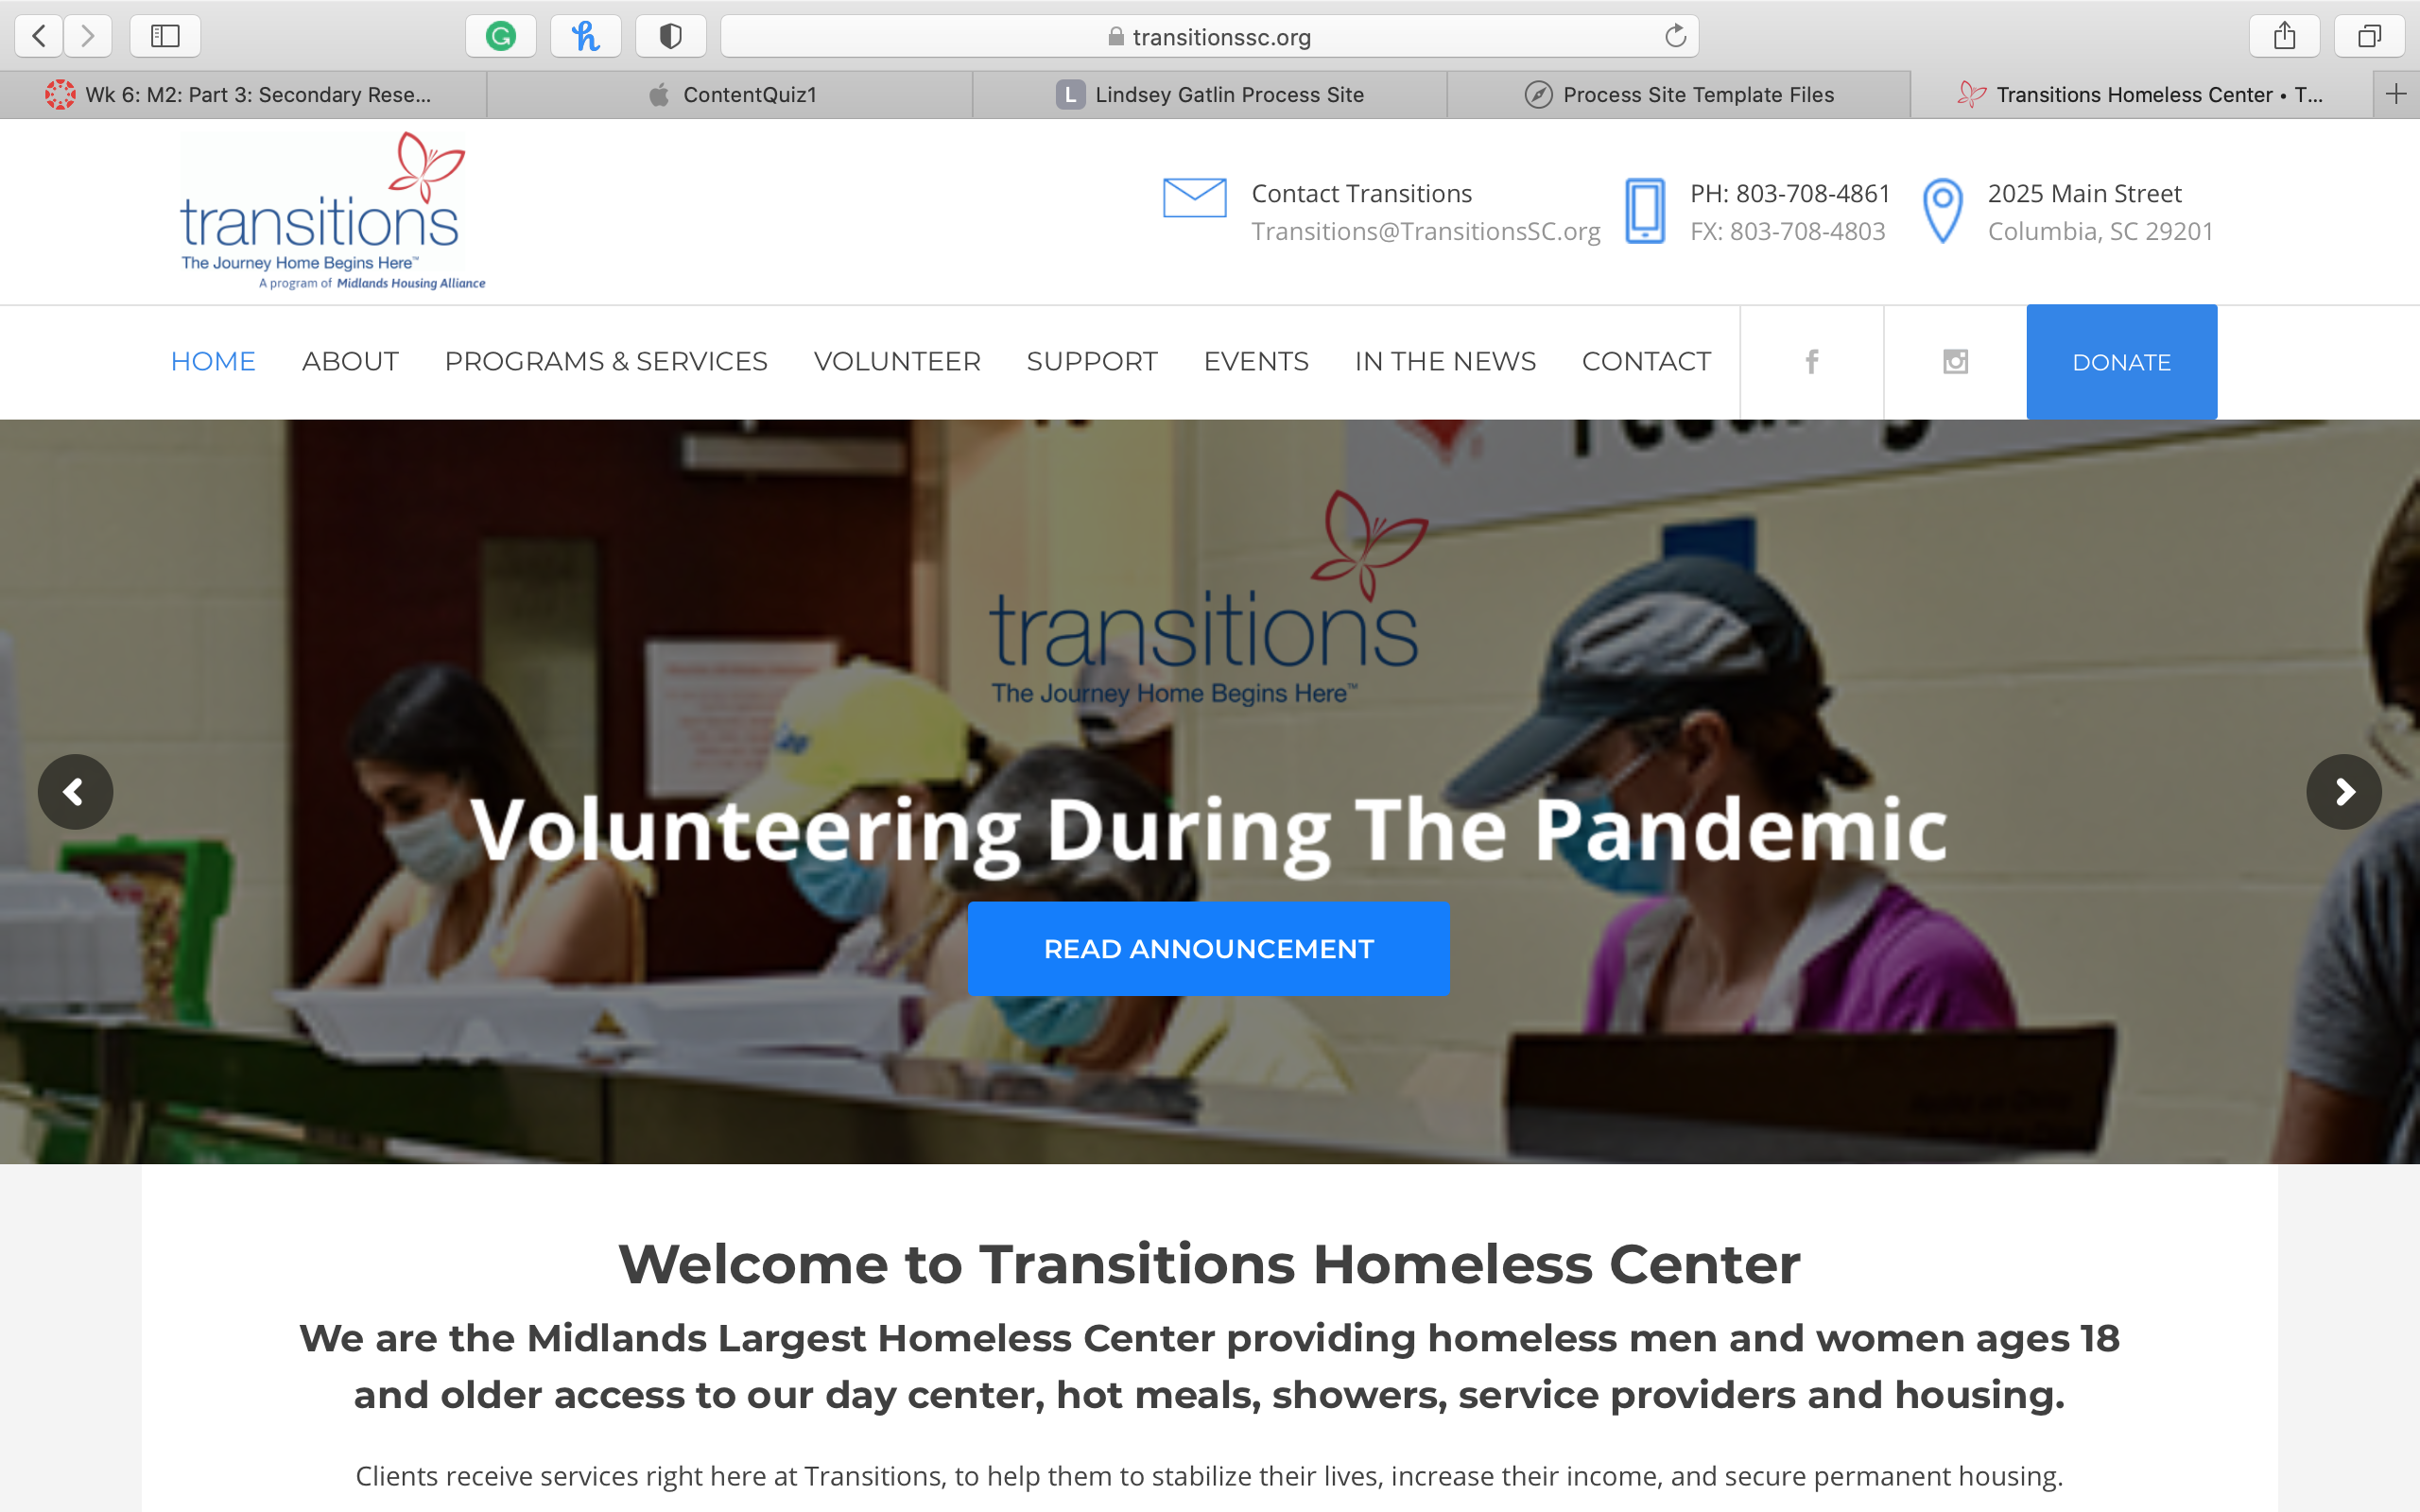 transitionssc.org
Wk 6: M2: Part 3: Secondary Rese...
ContentQuiz1
L Lindsey Gatlin Process Site
Process Site Template Files
Transitions Homeless Center • T...
transitions
The Journey Home Begins Here™
A program of Midlands Housing Alliance
Contact Transitions
Transitions@TransitionsSC.org
PH: 803-708-4861
FX: 803-708-4803
2025 Main Street
Columbia, SC 29201
HOME ABOUT PROGRAMS & SERVICES VOLUNTEER SUPPORT EVENTS IN THE NEWS CONTACT DONATE
transitions
The Journey Home Begins Here™
Volunteering During The Pandemic
READ ANNOUNCEMENT
Welcome to Transitions Homeless Center
We are the Midlands Largest Homeless Center providing homeless men and women ages 18
and older access to our day center, hot meals, showers, service providers and housing.
Clients receive services right here at Transitions, to help them to stabilize their lives, increase their income, and secure permanent housing.